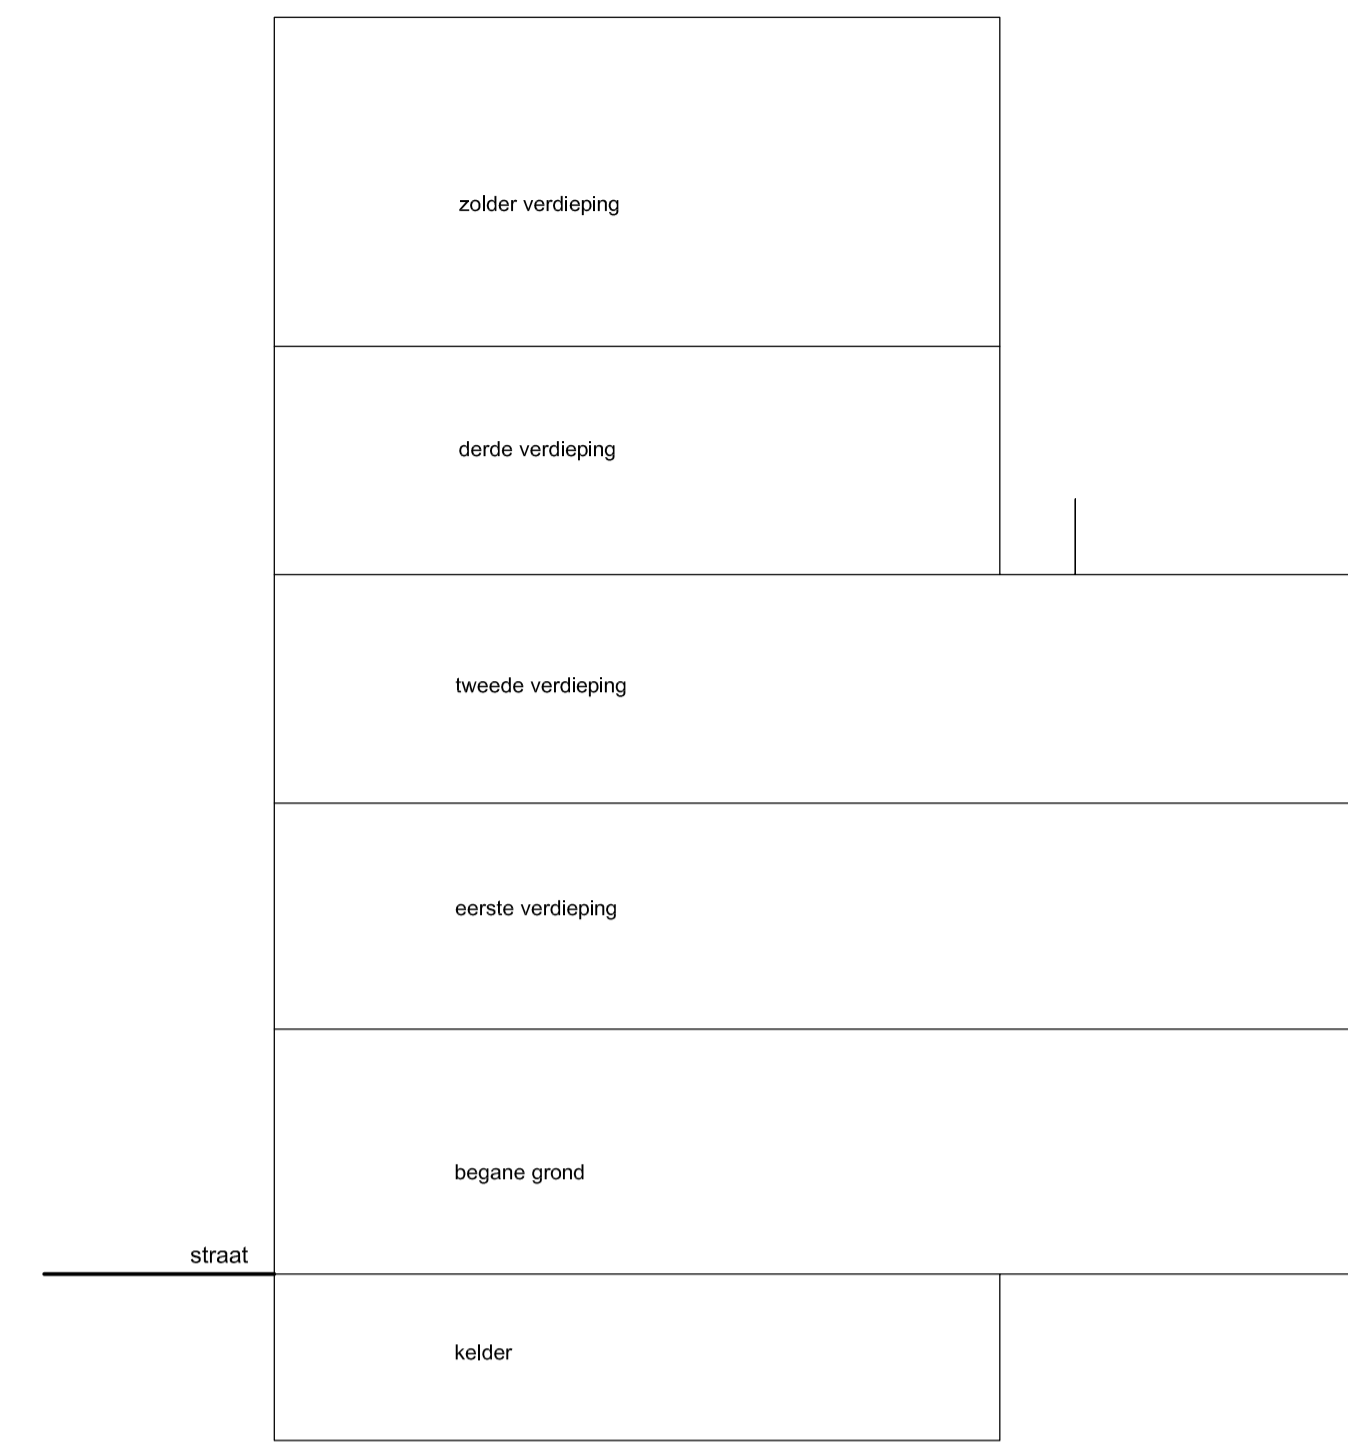 zolder verdieping
derde verdieping
tweede verdieping
eerste verdieping
begane grond
straat
kelder